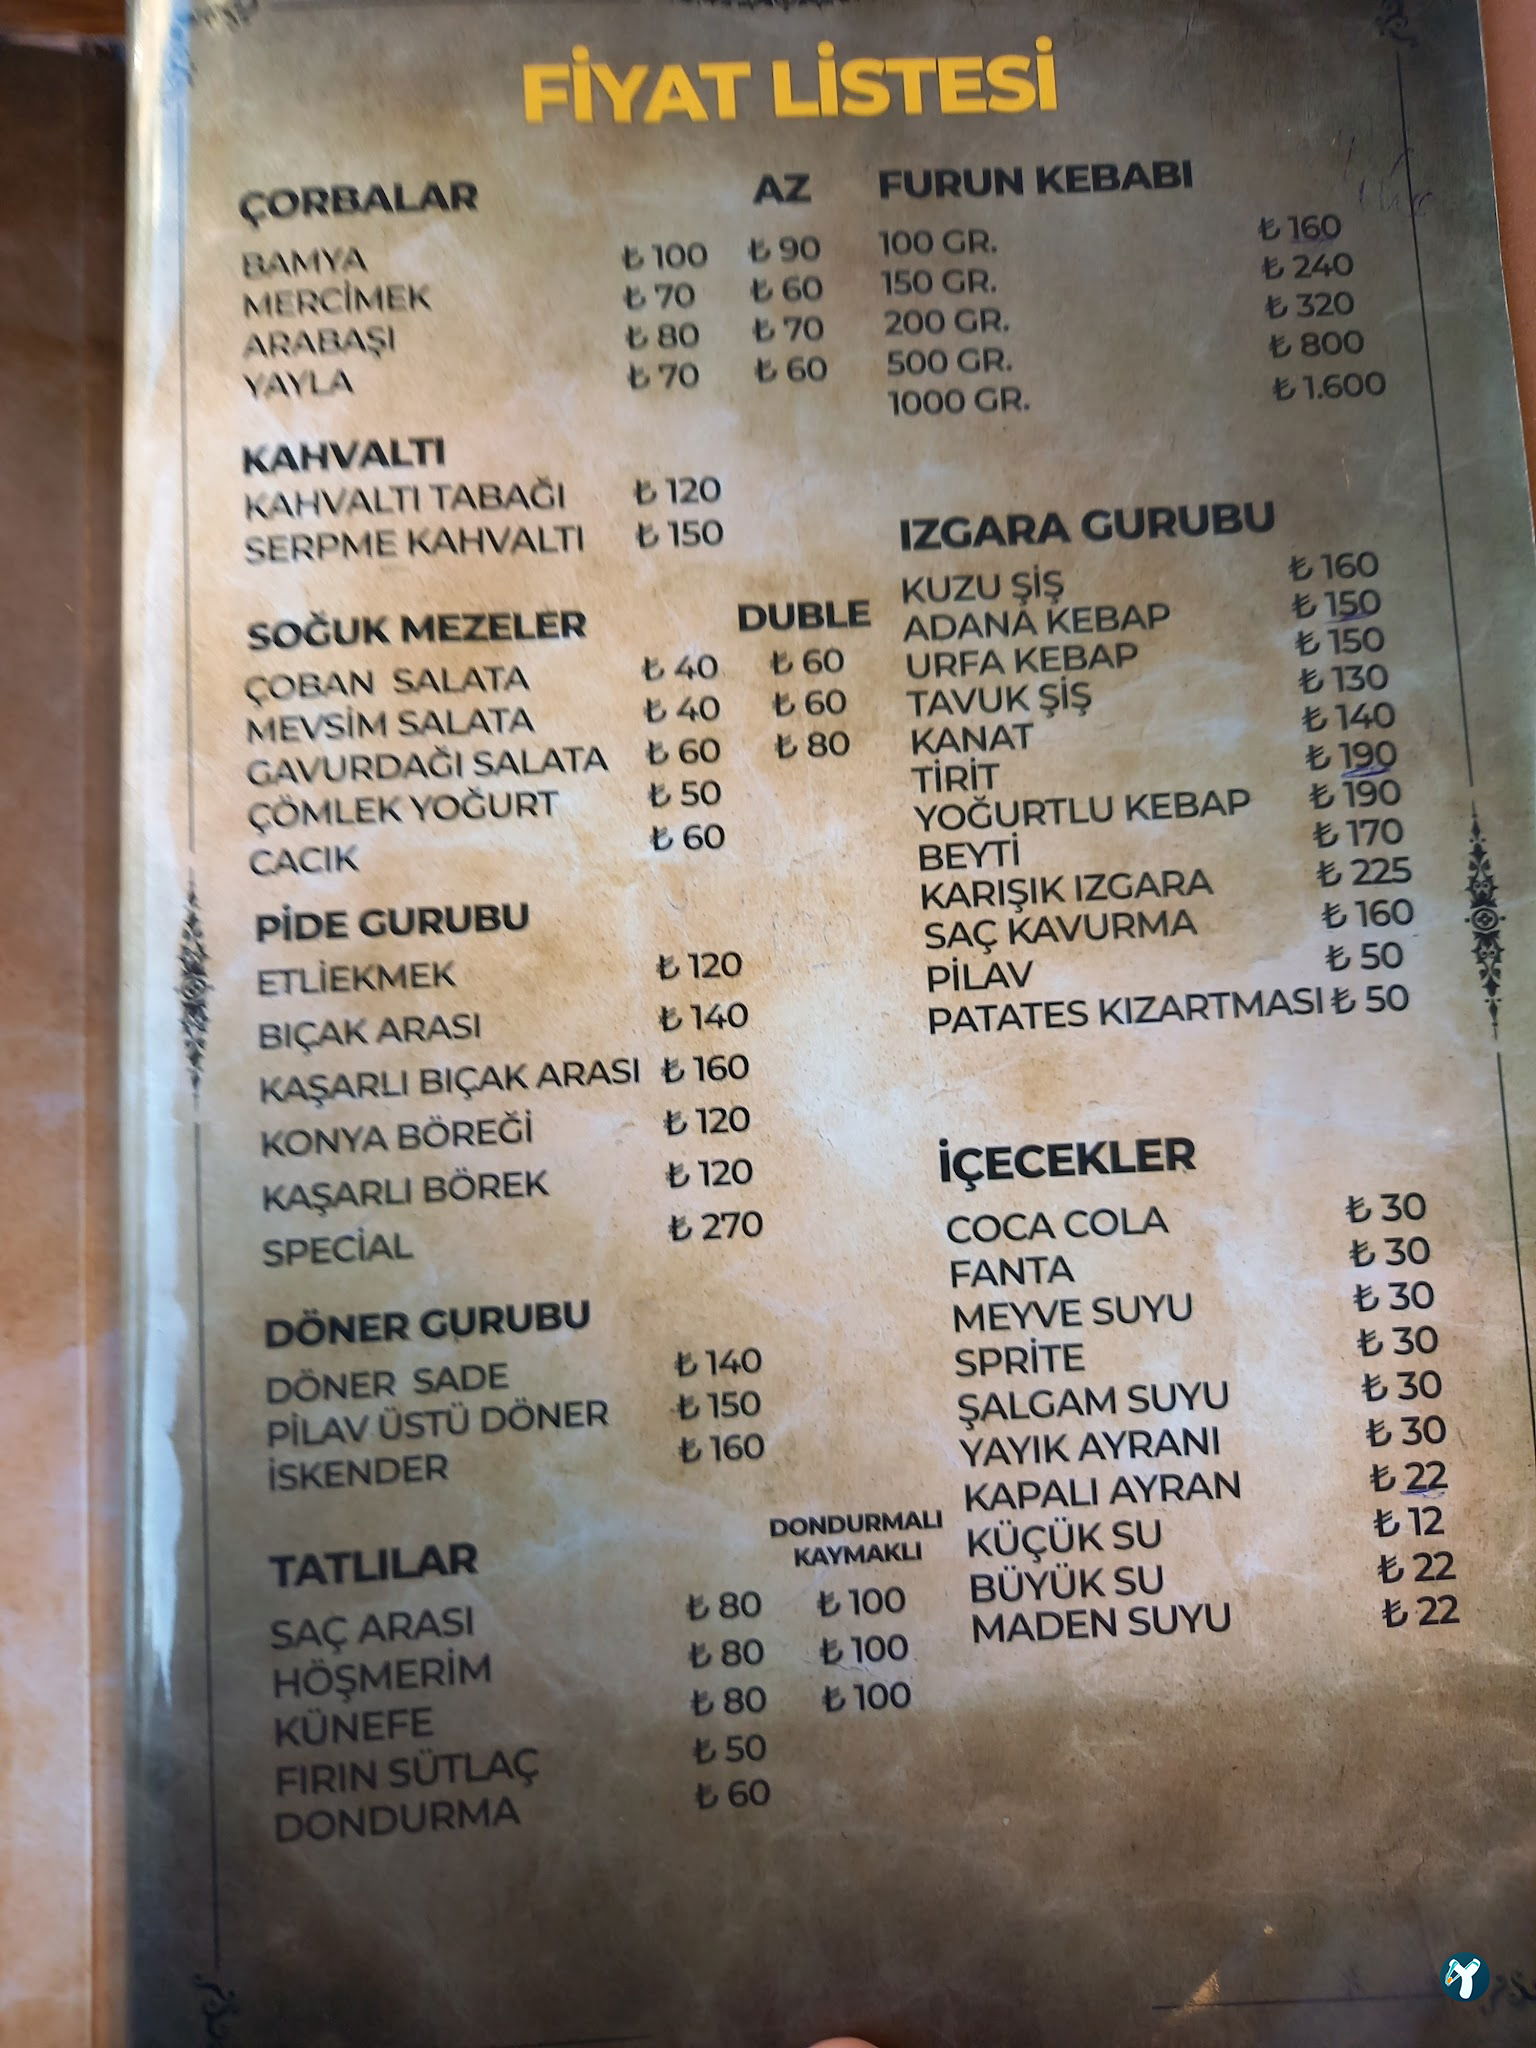 FİYAT LİSTESİ
ÇORBALAR AZ
BAMYA ₺ 100 ₺ 90
MERCİMEK ₺ 70 ₺ 60
ARABAŞI ₺ 80 ₺ 70
YAYLA ₺ 70 ₺ 60
KAHVALTI
KAHVALTI TABAĞI ₺ 120
SERPME KAHVALTI ₺ 150
SOĞUK MEZELER DUBLE
ÇOBAN SALATA ₺ 40 ₺ 60
MEVSİM SALATA ₺ 40 ₺ 60
GAVURDAĞI SALATA ₺ 60 ₺ 80
ÇÖMLEK YOĞURT ₺ 50
CACIK ₺ 60
PİDE GURUBU
ETLİEKMEK ₺ 120
BIÇAK ARASI ₺ 140
KAŞARLI BIÇAK ARASI ₺ 160
KONYA BÖREĞİ ₺ 120
KAŞARLI BÖREK ₺ 120
SPECİAL ₺ 270
DÖNER GURUBU
DÖNER SADE ₺ 140
PİLAV ÜSTÜ DÖNER ₺ 150
İSKENDER ₺ 160
DONDURMALI
TATLILAR KAYMAKLI
SAÇ ARASI ₺ 80 ₺ 100
HÖŞMERİM ₺ 80 ₺ 100
KÜNEFE ₺ 80 ₺ 100
FIRIN SÜTLAÇ ₺ 50
DONDURMA ₺ 60
FURUN KEBABI
100 GR. ₺ 160
150 GR. ₺ 240
200 GR. ₺ 320
500 GR. ₺ 800
1000 GR. ₺ 1.600
IZGARA GURUBU
KUZU ŞİŞ ₺ 160
ADANA KEBAP ₺ 150
URFA KEBAP ₺ 150
TAVUK ŞİŞ ₺ 130
KANAT ₺ 140
TİRİT ₺ 190
YOĞURTLU KEBAP ₺ 190
BEYTİ ₺ 170
KARIŞIK IZGARA ₺ 225
SAÇ KAVURMA ₺ 160
PİLAV ₺ 50
PATATES KIZARTMASI ₺ 50
İÇECEKLER
COCA COLA ₺ 30
FANTA ₺ 30
MEYVE SUYU ₺ 30
SPRİTE ₺ 30
ŞALGAM SUYU ₺ 30
YAYIK AYRANI ₺ 30
KAPALI AYRAN ₺ 22
KÜÇÜK SU ₺ 12
BÜYÜK SU ₺ 22
MADEN SUYU ₺ 22